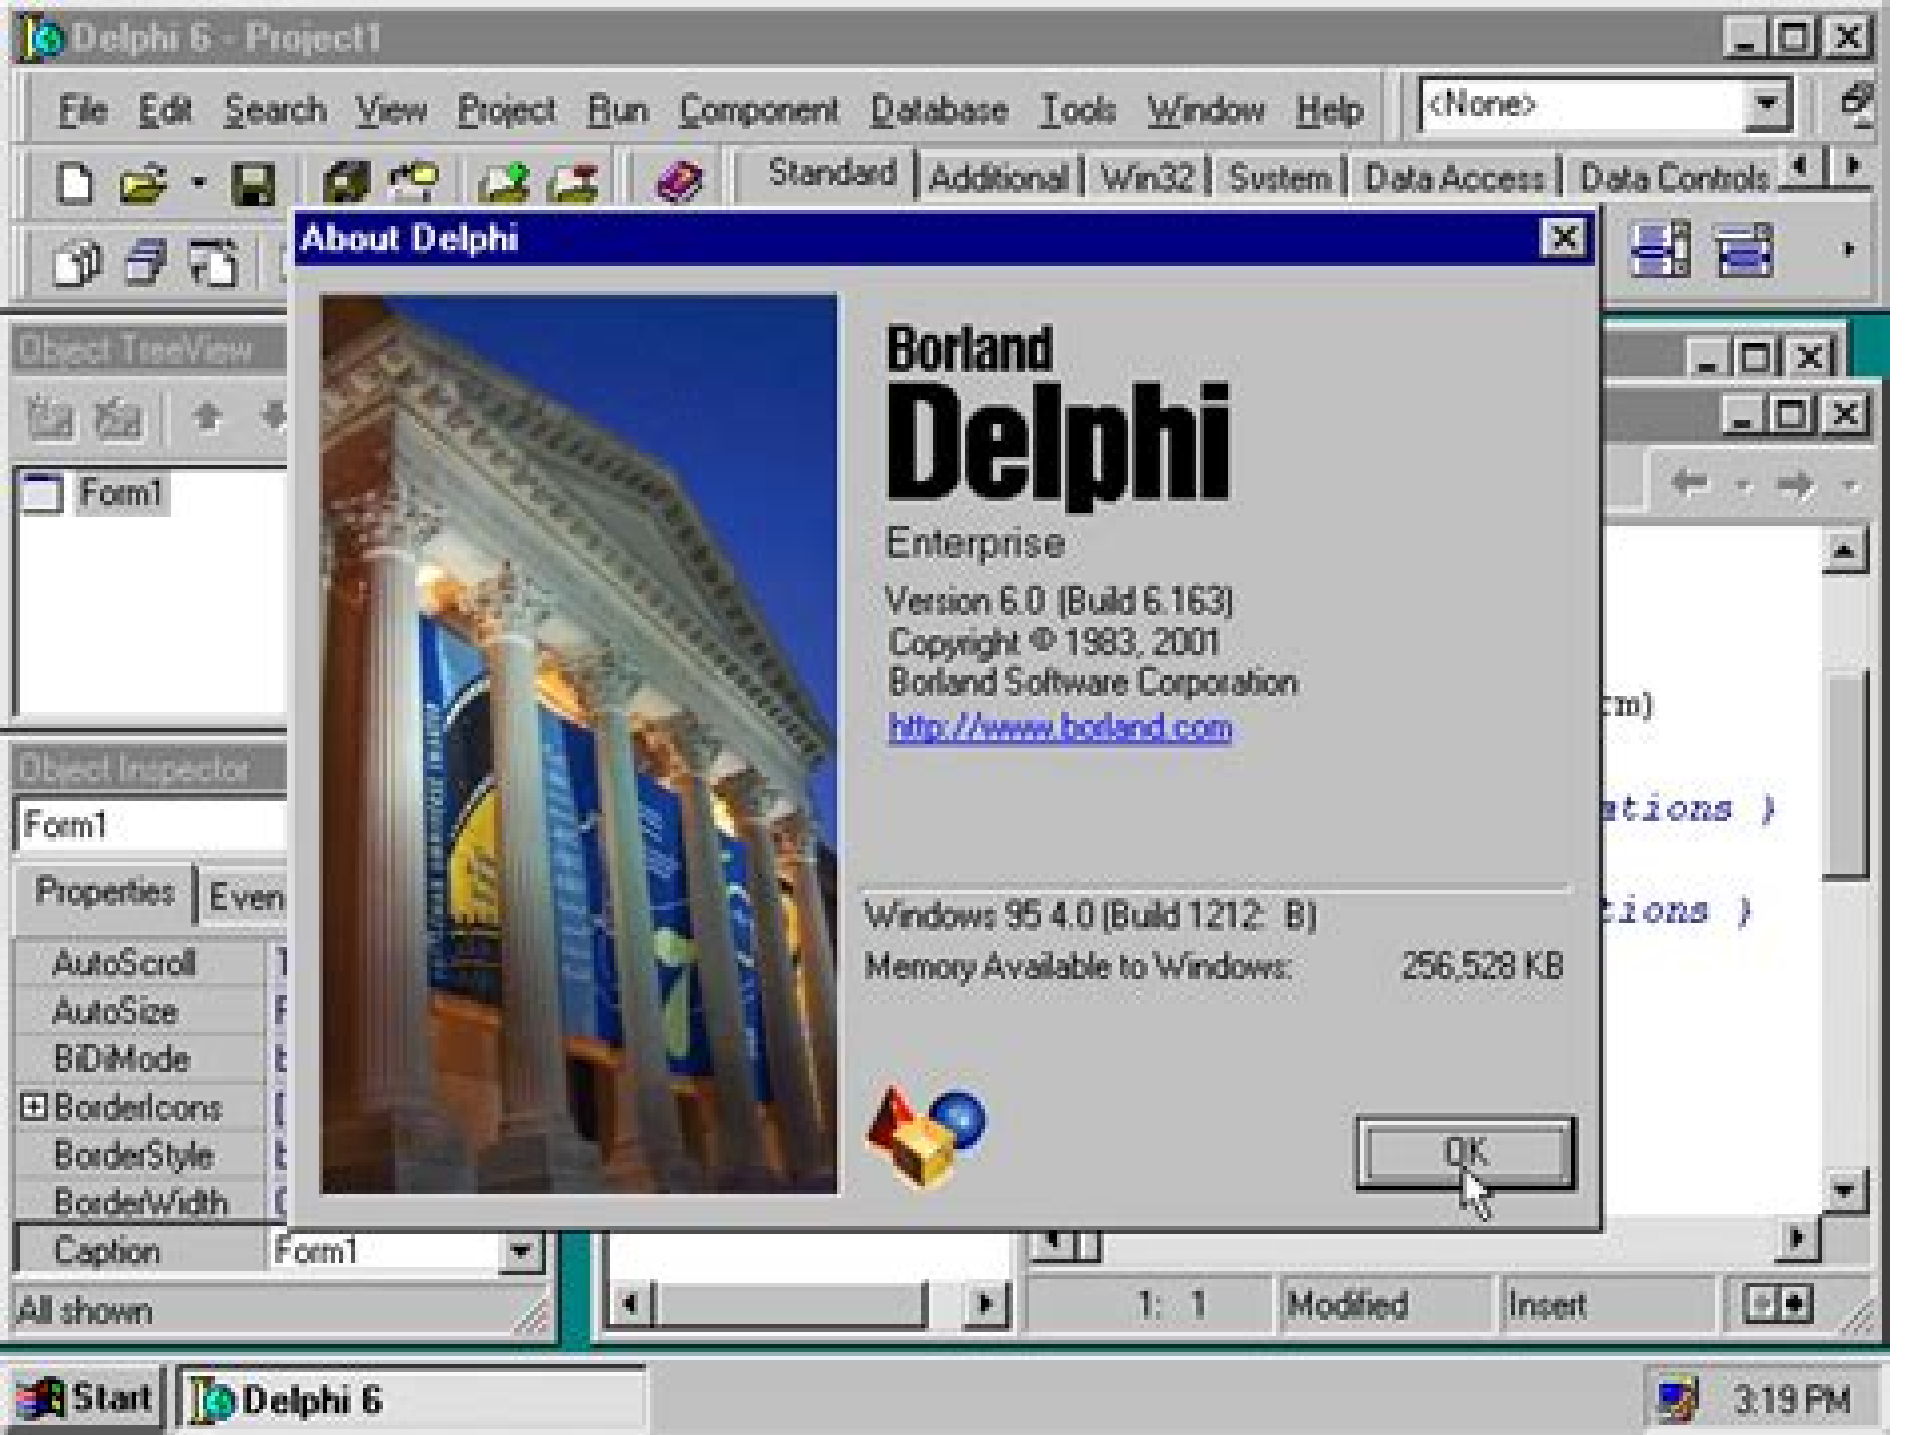 Delphi 6 - Project1
File Edit Search View Project Run Component Database Tools Window Help <None>
Standard Additional Win32 System Data Access Data Controls
About Delphi
Object TreeView
Form1
Borland
Delphi
Enterprise
Version 6.0 (Build 6.163)
Copyright © 1983, 2001
Borland Software Corporation
http://www.borland.com
Windows 95 4.0 (Build 1212: B)
Memory Available to Windows: 256,528 KB
OK
Object Inspector
Form1
Properties Even
AutoScroll
AutoSize
BiDiMode
BorderIcons
BorderStyle
BorderWidth
Caption Form1
All shown
rm)
ations }
tions }
1: 1 Modified Insert
Start Delphi 6 3:19 PM